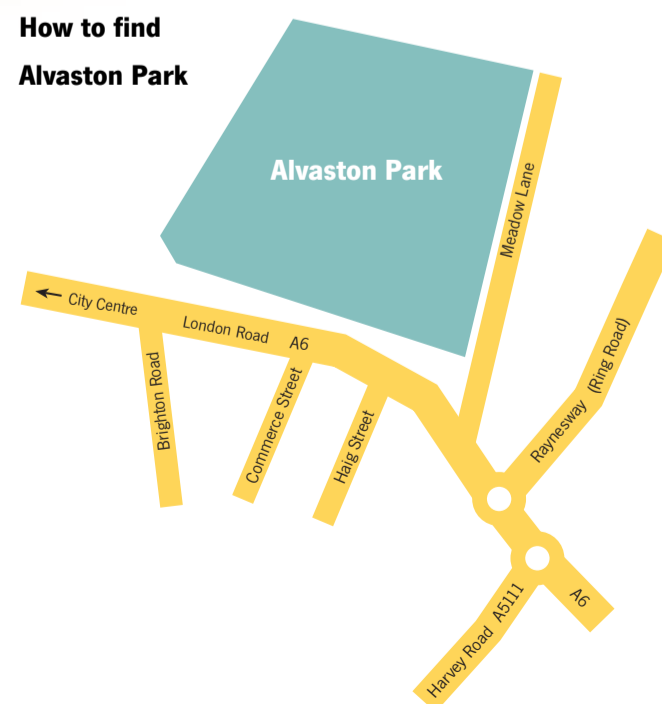 How to find
Alvaston Park
Alvaston Park
Meadow Lane
← City Centre
London Road A6
Raynesway (Ring Road)
Brighton Road
Commerce Street
Haig Street
A6
Harvey Road A5111